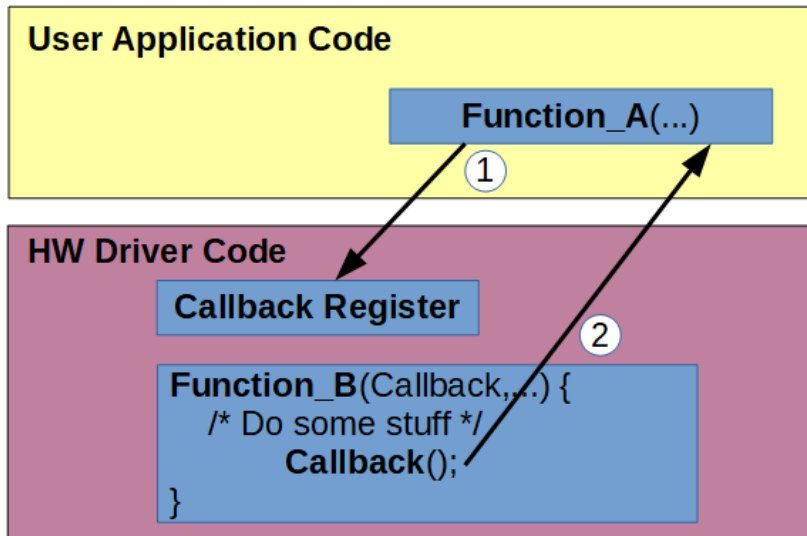 User Application Code
Function_A(...)
1
HW Driver Code
Callback Register
2
Function_B(Callback,...) {
/* Do some stuff */
Callback();
}